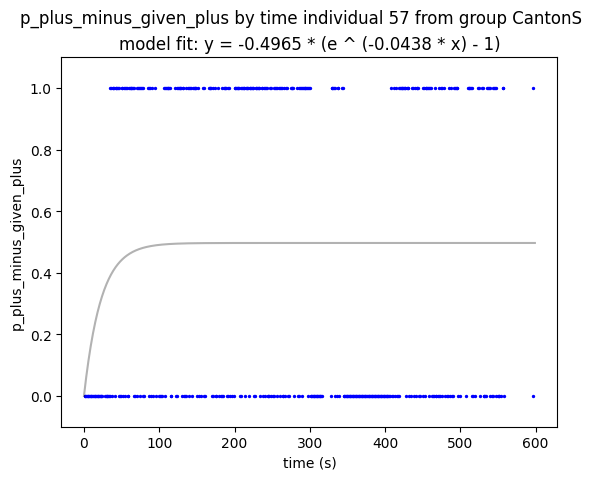 p_plus_minus_given_plus by time individual 57 from group CantonS
model fit: y = -0.4965 * (e ^ (-0.0438 * x) - 1)
1.0
0.8
0.6
0.4
0.2
0.0
p_plus_minus_given_plus
0 100 200 300 400 500 600
time (s)